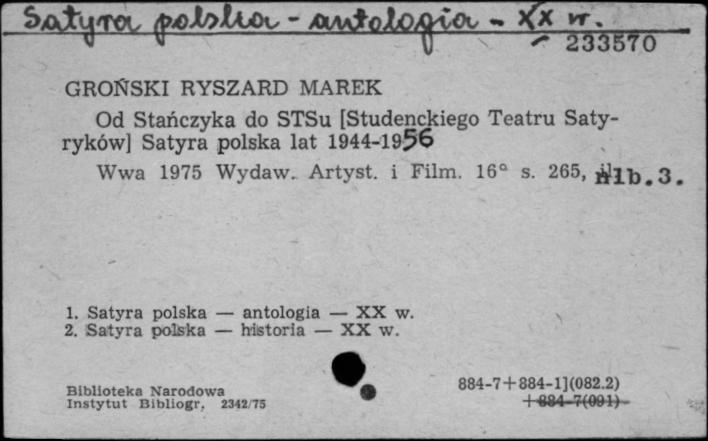 Satyra polska - antologia - XX w.
233570
GROŃSKI RYSZARD MAREK
Od Stańczyka do STSu [Studenckiego Teatru Saty-
ryków] Satyra polska lat 1944-1956
Wwa 1975 Wydaw. Artyst. i Film. 16° s. 265, nlb.3.
1. Satyra polska — antologia — XX w.
2. Satyra polska — historia — XX w.
884-7+884-1](082.2)
Biblioteka Narodowa
+884-7(091)
Instytut Bibliogr. 2342/75